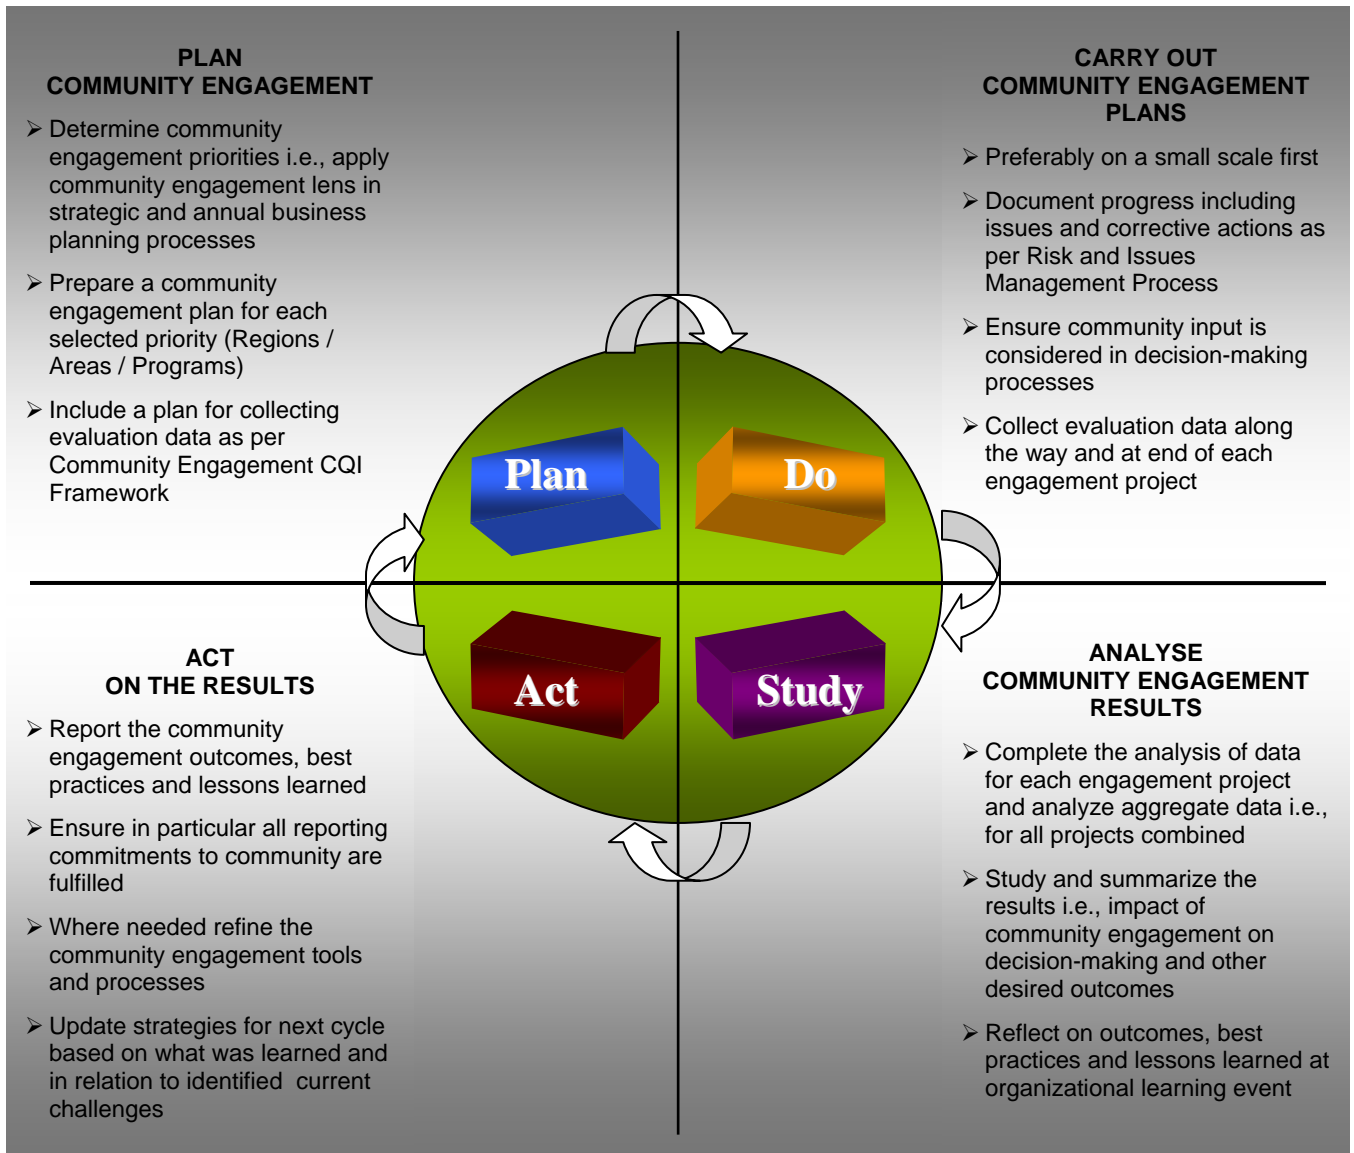 PLAN
COMMUNITY ENGAGEMENT
➢ Determine community
engagement priorities i.e., apply
community engagement lens in
strategic and annual business
planning processes
➢ Prepare a community
engagement plan for each
selected priority (Regions /
Areas / Programs)
➢ Include a plan for collecting
evaluation data as per
Community Engagement CQI
Framework
CARRY OUT
COMMUNITY ENGAGEMENT
PLANS
➢ Preferably on a small scale first
➢ Document progress including
issues and corrective actions as
per Risk and Issues
Management Process
➢ Ensure community input is
considered in decision-making
processes
➢ Collect evaluation data along
the way and at end of each
engagement project
Plan
Do
Act
Study
ACT
ON THE RESULTS
➢ Report the community
engagement outcomes, best
practices and lessons learned
➢ Ensure in particular all reporting
commitments to community are
fulfilled
➢ Where needed refine the
community engagement tools
and processes
➢ Update strategies for next cycle
based on what was learned and
in relation to identified  current
challenges
ANALYSE
COMMUNITY ENGAGEMENT
RESULTS
➢ Complete the analysis of data
for each engagement project
and analyze aggregate data i.e.,
for all projects combined
➢ Study and summarize the
results i.e., impact of
community engagement on
decision-making and other
desired outcomes
➢ Reflect on outcomes, best
practices and lessons learned at
organizational learning event